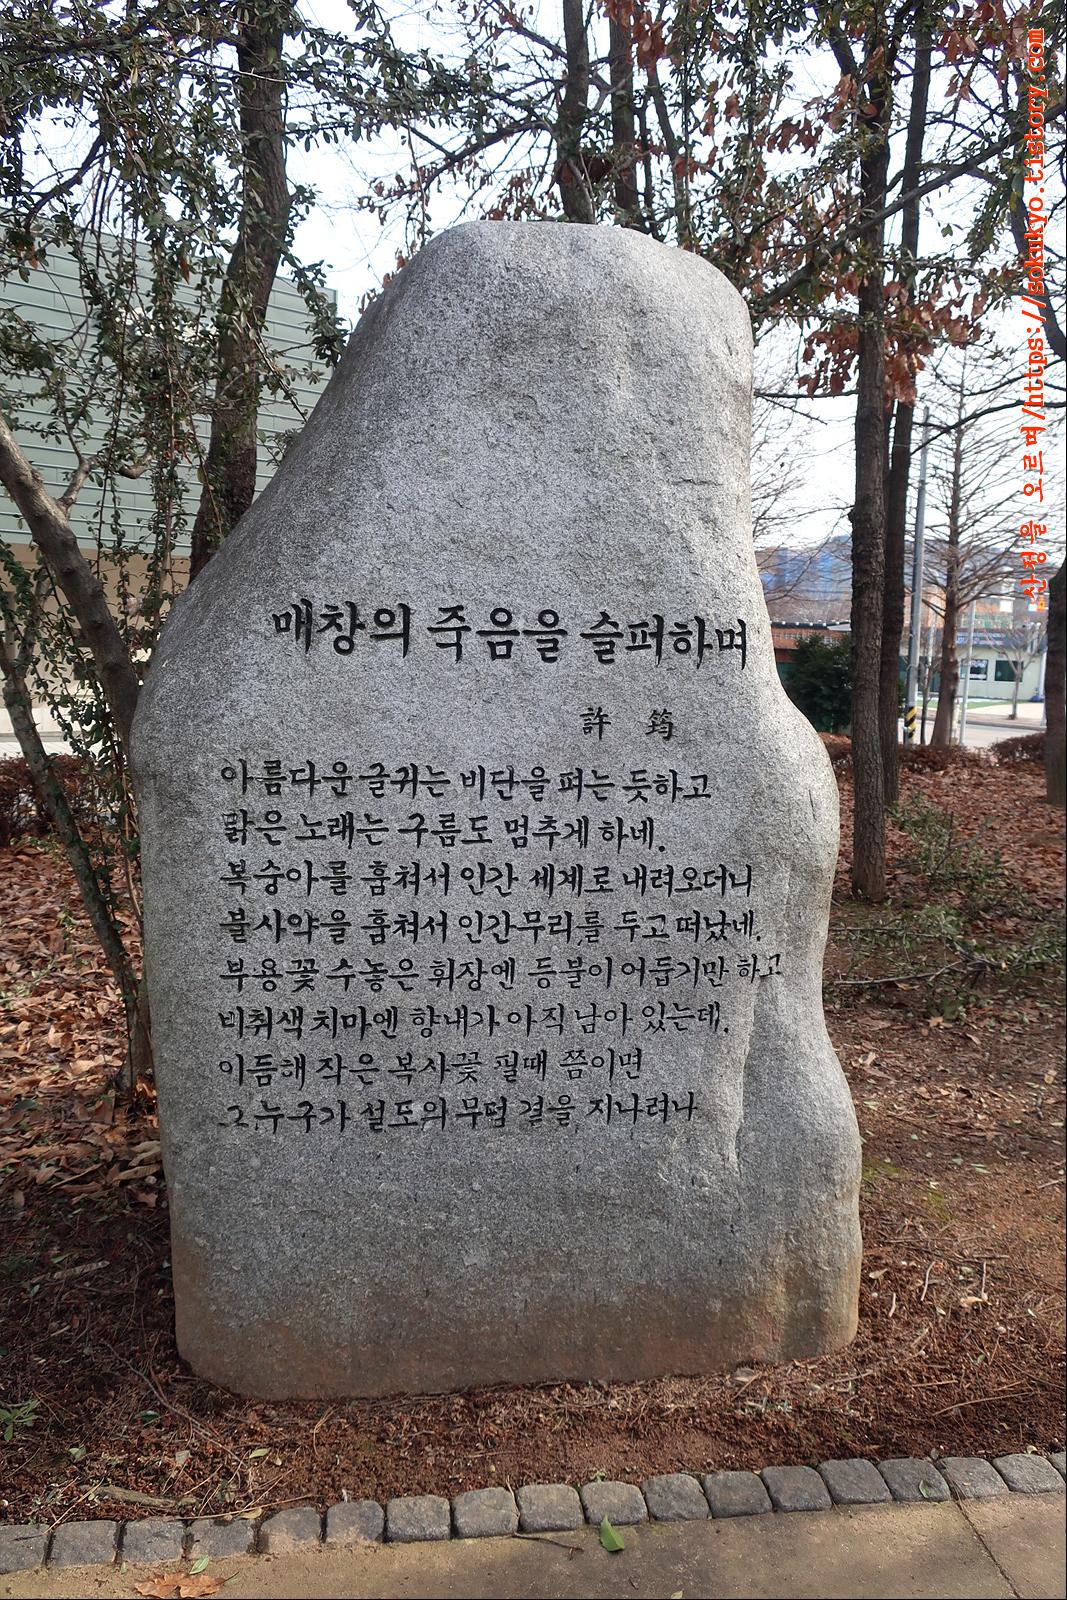 매창의 죽음을 슬퍼하며
許 筠
아름다운 글귀는 비단을 펴는 듯하고
맑은 노래는 구름도 멈추게 하네.
복숭아를 훔쳐서 인간 세계로 내려오더니
불사약을 훔쳐서 인간무리를 두고 떠났네.
부용꽃 수놓은 휘장엔 등불이 어둡기만 하고
비취색 치마엔 향내가 아직 남아 있는데.
이듬해 작은 복사꽃 필때 쯤이면
그 누구가 설도의 무덤 곁을 지나려나
산정을 오르며/https://sokukyo.tistory.com